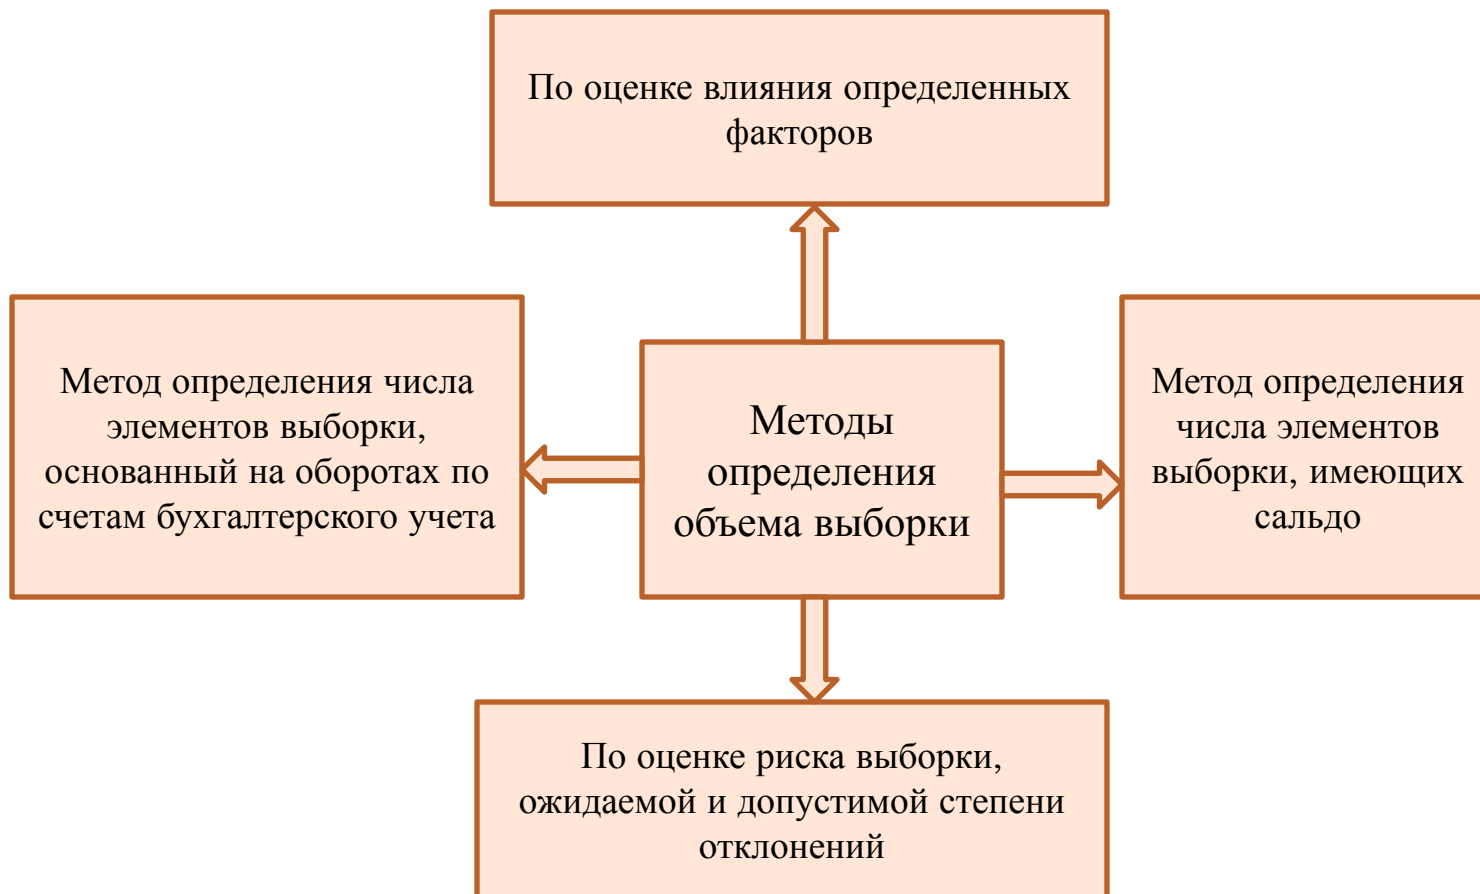 По оценке влияния определенных
факторов
Метод определения числа
элементов выборки,
основанный на оборотах по
счетам бухгалтерского учета
Методы
определения
объема выборки
Метод определения
числа элементов
выборки, имеющих
сальдо
По оценке риска выборки,
ожидаемой и допустимой степени
отклонений